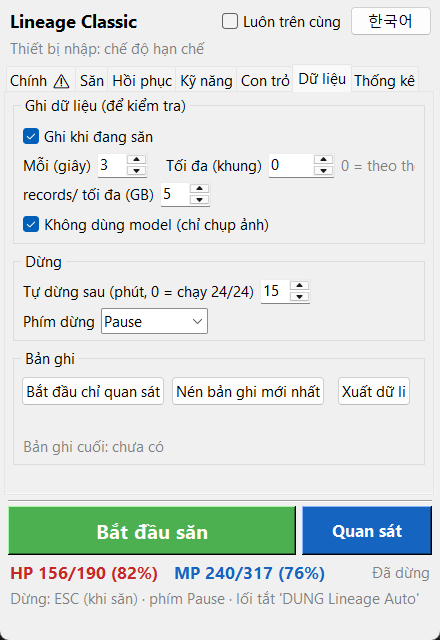 Lineage Classic
Luôn trên cùng
한국어
Thiết bị nhập: chế độ hạn chế
Chính ⚠ Săn Hồi phục Kỹ năng Con trỏ Dữ liệu Thống kê
Ghi dữ liệu (để kiểm tra)
Ghi khi đang săn
Mỗi (giây) 3 Tối đa (khung) 0 0 = theo the
records/ tối đa (GB) 5
Không dùng model (chỉ chụp ảnh)
Dừng
Tự dừng sau (phút, 0 = chạy 24/24) 15
Phím dừng Pause
Bản ghi
Bắt đầu chỉ quan sát Nén bản ghi mới nhất Xuất dữ li
Bản ghi cuối: chưa có
Bắt đầu săn Quan sát
HP 156/190 (82%) MP 240/317 (76%) Đã dừng
Dừng: ESC (khi săn) · phím Pause · lối tắt 'DUNG Lineage Auto'